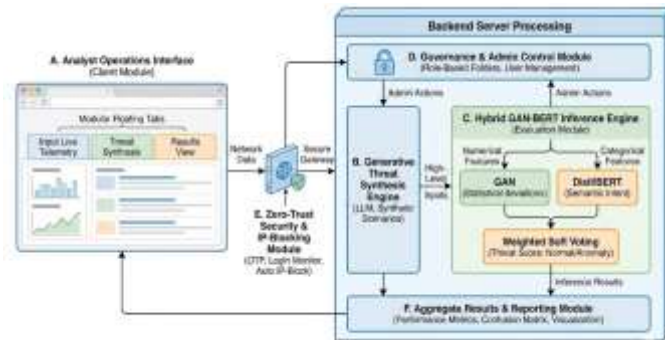 Backend Server Processing
A. Analyst Operations Interface
(Client Module)
Modular Floating Tabs
Input Live
Telemetry
Threat
Synthesis
Results
View
Network
Data
Secure
Gateway
E. Zero-Trust
Security &
IP-Blocking
Module
(OTP, Login Monitor,
Auto IP-Block)
D. Governance & Admin Control Module
(Role-Based Folders, User Management)
Admin Actions
Admin Actions
B. Generative
Threat
Synthesis
Engine
(LLM, Synthetic
Scenarios)
High-
Level
Inputs
C. Hybrid GAN-BERT Inference Engine
(Evaluation Module)
Numerical
Features
Categorical
Features
GAN
(Statistical deviations)
DistilBERT
(Semantic Intent)
Weighted Soft Voting
(Threat Score: Normal/Anomaly)
Inference Results
F. Aggregate Results & Reporting Module
(Performance Metrics, Confusion Matrix, Visualization)